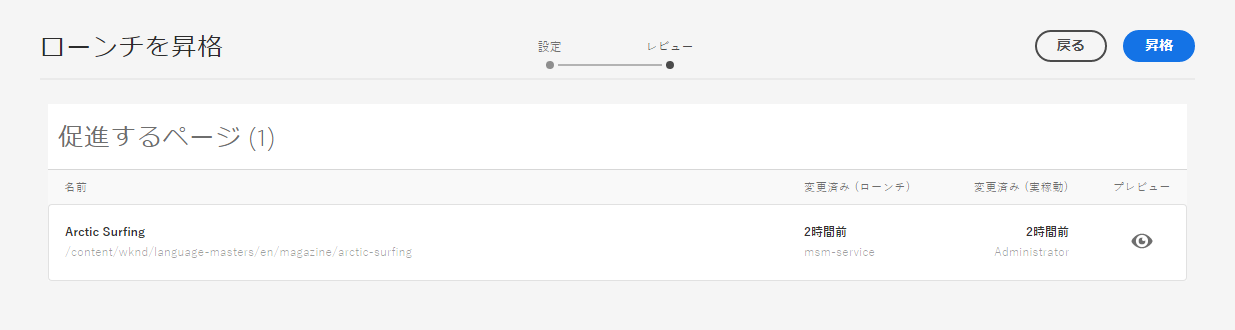 ローンチを昇格
設定
レビュー
戻る
昇格
促進するページ (1)
名前
変更済み (ローンチ)
変更済み (実稼動)
プレビュー
Arctic Surfing
2時間前
2時間前
/content/wknd/language-masters/en/magazine/arctic-surfing
msm-service
Administrator